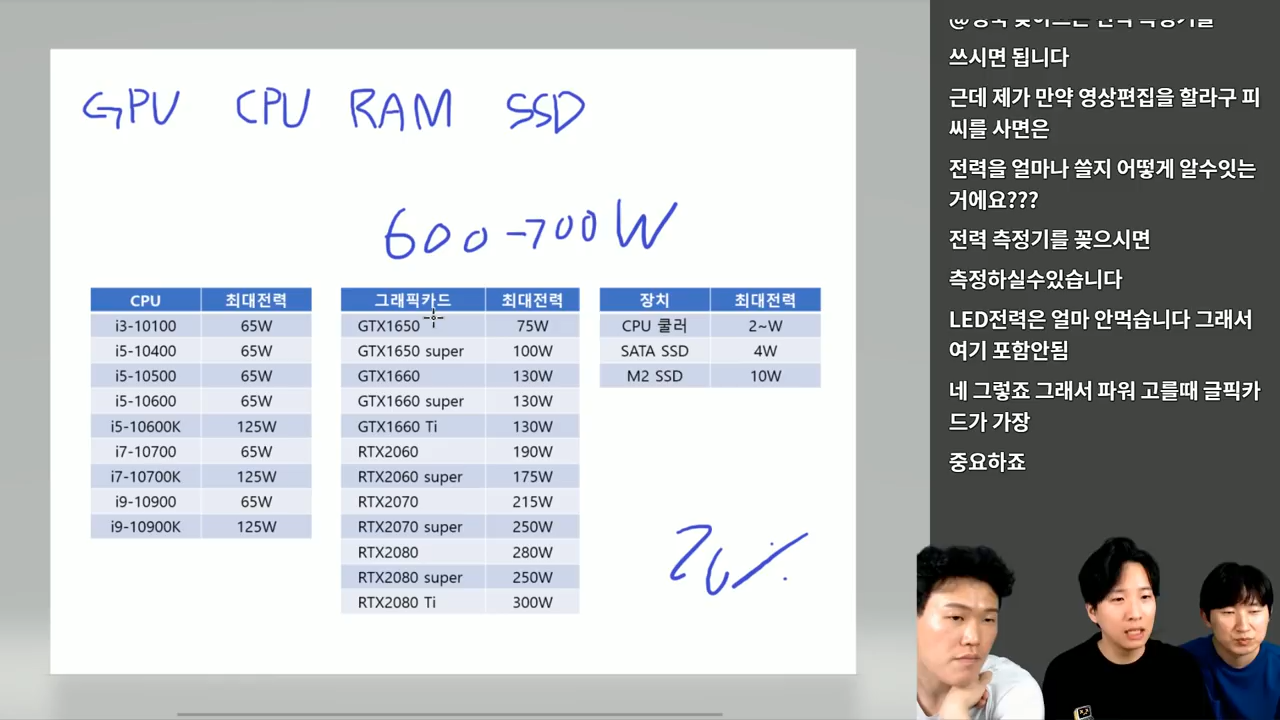 GPU CPU RAM SSD
600-700W
CPU 최대전력
i3-10100 65W
i5-10400 65W
i5-10500 65W
i5-10600 65W
i5-10600K 125W
i7-10700 65W
i7-10700K 125W
i9-10900 65W
i9-10900K 125W
그래픽카드 최대전력
GTX1650 75W
GTX1650 super 100W
GTX1660 130W
GTX1660 super 130W
GTX1660 Ti 130W
RTX2060 190W
RTX2060 super 175W
RTX2070 215W
RTX2070 super 250W
RTX2080 280W
RTX2080 super 250W
RTX2080 Ti 300W
장치 최대전력
CPU 쿨러 2~W
SATA SSD 4W
M2 SSD 10W
쓰시면 됩니다
근데 제가 만약 영상편집을 할라구 피
씨를 사면은
전력을 얼마나 쓸지 어떻게 알수잇는
거에요???
전력 측정기를 꽂으시면
측정하실수있습니다
LED전력은 얼마 안먹습니다 그래서
여기 포함안됨
네 그렇죠 그래서 파워 고를때 글픽카
드가 가장
중요하죠